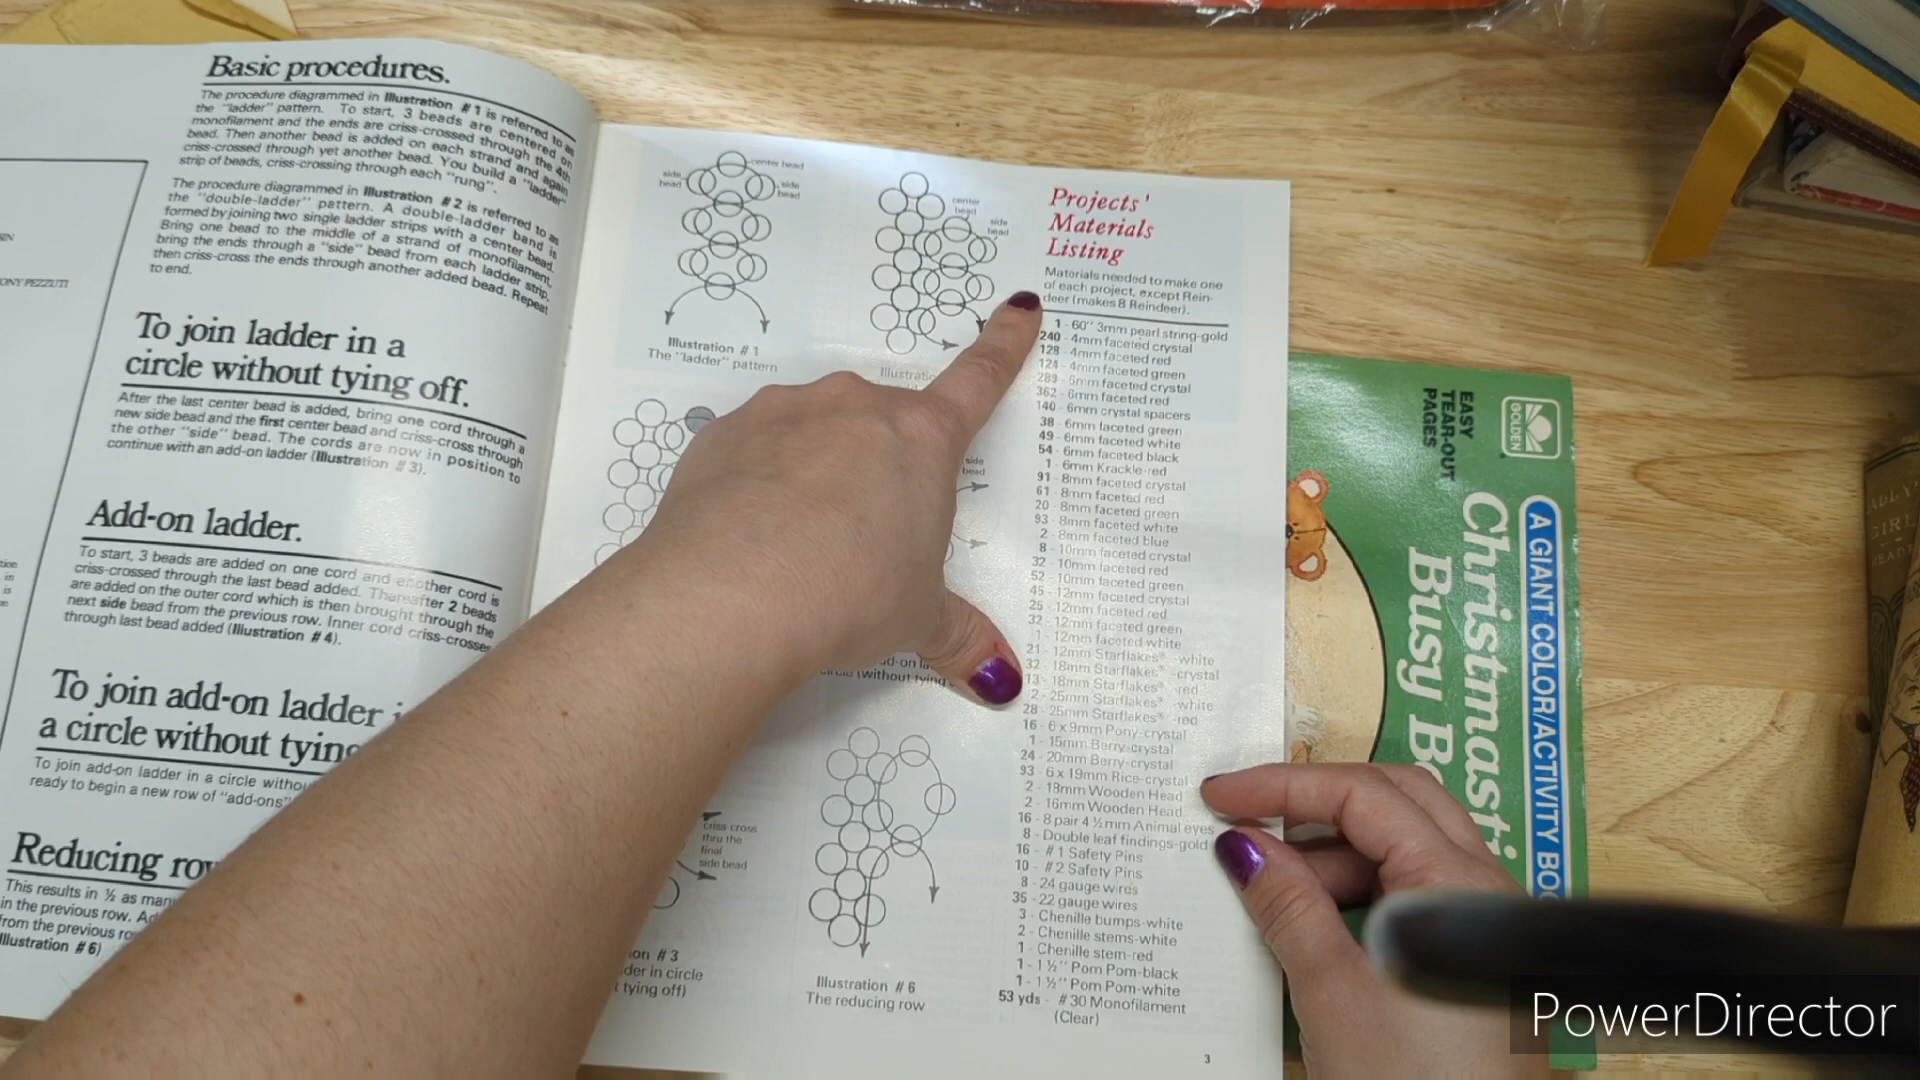 Basic procedures.
The procedure diagrammed in Illustration #1 is referred to as
the "ladder" pattern. To start, 3 beads are centered on
monofilament and the ends are criss-crossed through the 4th
bead. Then another bead is added on each strand and again
criss-crossed through yet another bead. You build a "ladder"
strip of beads, criss-crossing through each "rung".
The procedure diagrammed in Illustration #2 is referred to as
the "double-ladder" pattern. A double-ladder band is
formed by joining two single ladder strips with a center bead.
Bring one bead to the middle of a strand of monofilament,
bring the ends through a "side" bead from each ladder strip,
then criss-cross the ends through another added bead. Repeat
to end.
ONY PEZZUTI
To join ladder in a
circle without tying off.
After the last center bead is added, bring one cord through a
new side bead and the first center bead and criss-cross through
the other "side" bead. The cords are now in position to
continue with an add-on ladder (Illustration #3).
Add-on ladder.
To start, 3 beads are added on one cord and another cord is
criss-crossed through the last bead added. Thereafter 2 beads
are added on the outer cord which is then brought through the
next side bead from the previous row. Inner cord criss-crosses
through last bead added (Illustration #4).
To join add-on ladder i
a circle without tying
To join add-on ladder in a circle withou
ready to begin a new row of "add-ons"
Reducing row
This results in ½ as man
in the previous row. Ad
from the previous ro
Illustration #6)
center bead
side
bead
side
bead
Illustration #1
The "ladder" pattern
center
bead
side
bead
Illustratio
side
bead
add-on la
circle (without tying
criss-cross
thru the
final
side bead
ion #3
der in circle
t tying off)
Illustration #6
The reducing row
Projects'
Materials
Listing
Materials needed to make one
of each project, except Rein-
deer (makes 8 Reindeer).
1 - 60" 3mm pearl string-gold
240 - 4mm faceted crystal
128 - 4mm faceted red
124 - 4mm faceted green
289 - 6mm faceted crystal
362 - 6mm faceted red
140 - 6mm crystal spacers
38 - 6mm faceted green
49 - 6mm faceted white
54 - 6mm faceted black
1 - 6mm Krackle-red
91 - 8mm faceted crystal
61 - 8mm faceted red
20 - 8mm faceted green
93 - 8mm faceted white
2 - 8mm faceted blue
8 - 10mm faceted crystal
32 - 10mm faceted red
52 - 10mm faceted green
45 - 12mm faceted crystal
25 - 12mm faceted red
32 - 12mm faceted green
1 - 12mm faceted white
21 - 12mm Starflakes® -white
32 - 18mm Starflakes® -crystal
13 - 18mm Starflakes® -red
2 - 25mm Starflakes® -white
28 - 25mm Starflakes® -red
16 - 6 x 9mm Pony-crystal
1 - 15mm Berry-crystal
24 - 20mm Berry-crystal
93 - 6 x 19mm Rice-crystal
2 - 18mm Wooden Head
2 - 16mm Wooden Head
16 - 8 pair 4½mm Animal eyes
8 - Double leaf findings-gold
16 - #1 Safety Pins
10 - #2 Safety Pins
8 - 24 gauge wires
35 - 22 gauge wires
3 - Chenille bumps-white
2 - Chenille stems-white
1 - Chenille stem-red
1 - 1½" Pom Pom-black
1 - 1½" Pom Pom-white
53 yds - #30 Monofilament
(Clear)
3
EASY
TEAR-OUT
PAGES
GOLDEN
A GIANT COLOR/ACTIVITY BOO
Christmasti
Busy B
GIRL
PowerDirector